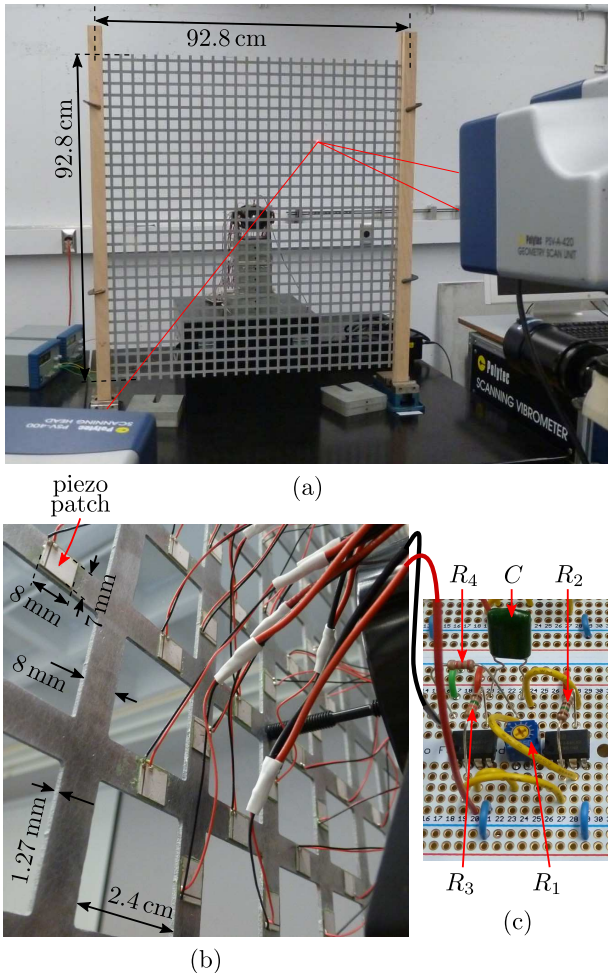 92.8 cm
92.8 cm
Polytec PSV-A-420
GEOMETRY SCAN UNIT
Polytec
SCANNING VIBROMETER
Polytec
PSV-400
SCANNING HEAD
(a)
piezo
patch
8 mm
7 mm
8 mm
1.27 mm
2.4 cm
(b)
R4
C
R2
R3
R1
(c)